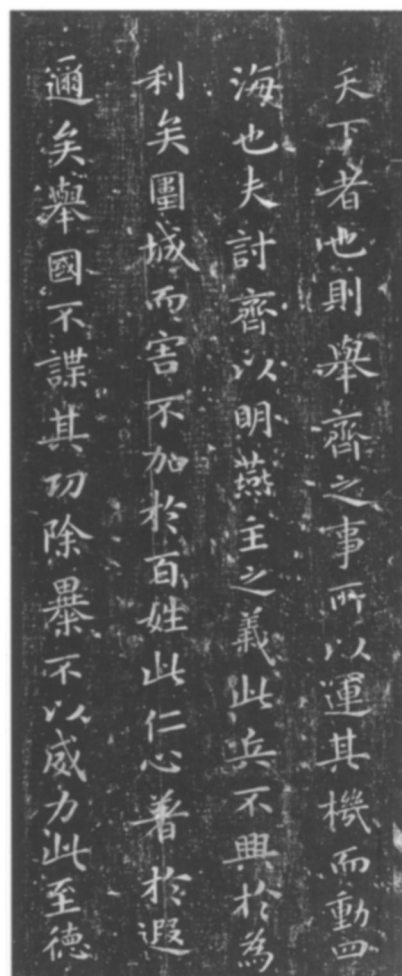 天下者也則舉齊之事所以運其機而動四
海也夫討齊以明燕主之義此兵不興於為
利矣圍城而害不加於百姓此仁心著於遐
邇矣舉國不謀其功除暴不以威力此至德